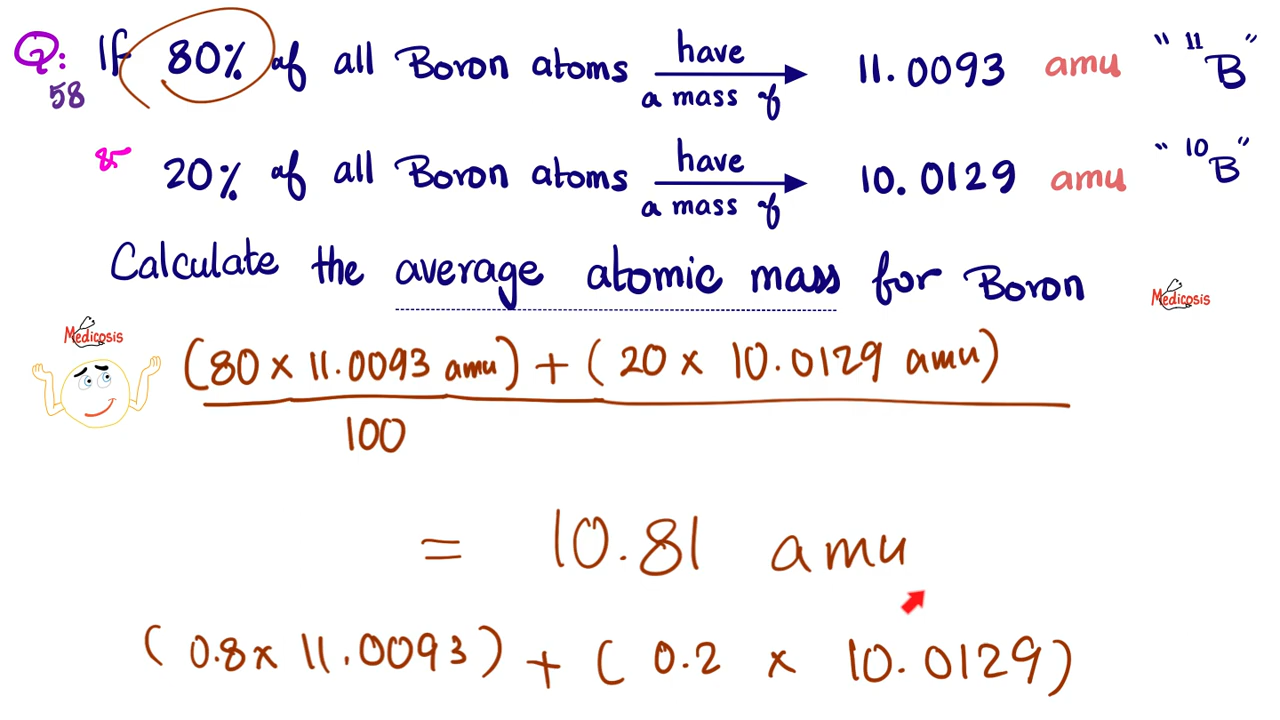 Q: If 80% of all Boron atoms have a mass of 11.0093 amu "¹¹B"
58
85 20% of all Boron atoms have a mass of 10.0129 amu "¹⁰B"
Calculate the average atomic mass for Boron
Medicosis
Medicosis
(80 × 11.0093 amu) + (20 × 10.0129 amu)
100
= 10.81 amu
(0.8 × 11.0093) + (0.2 × 10.0129)